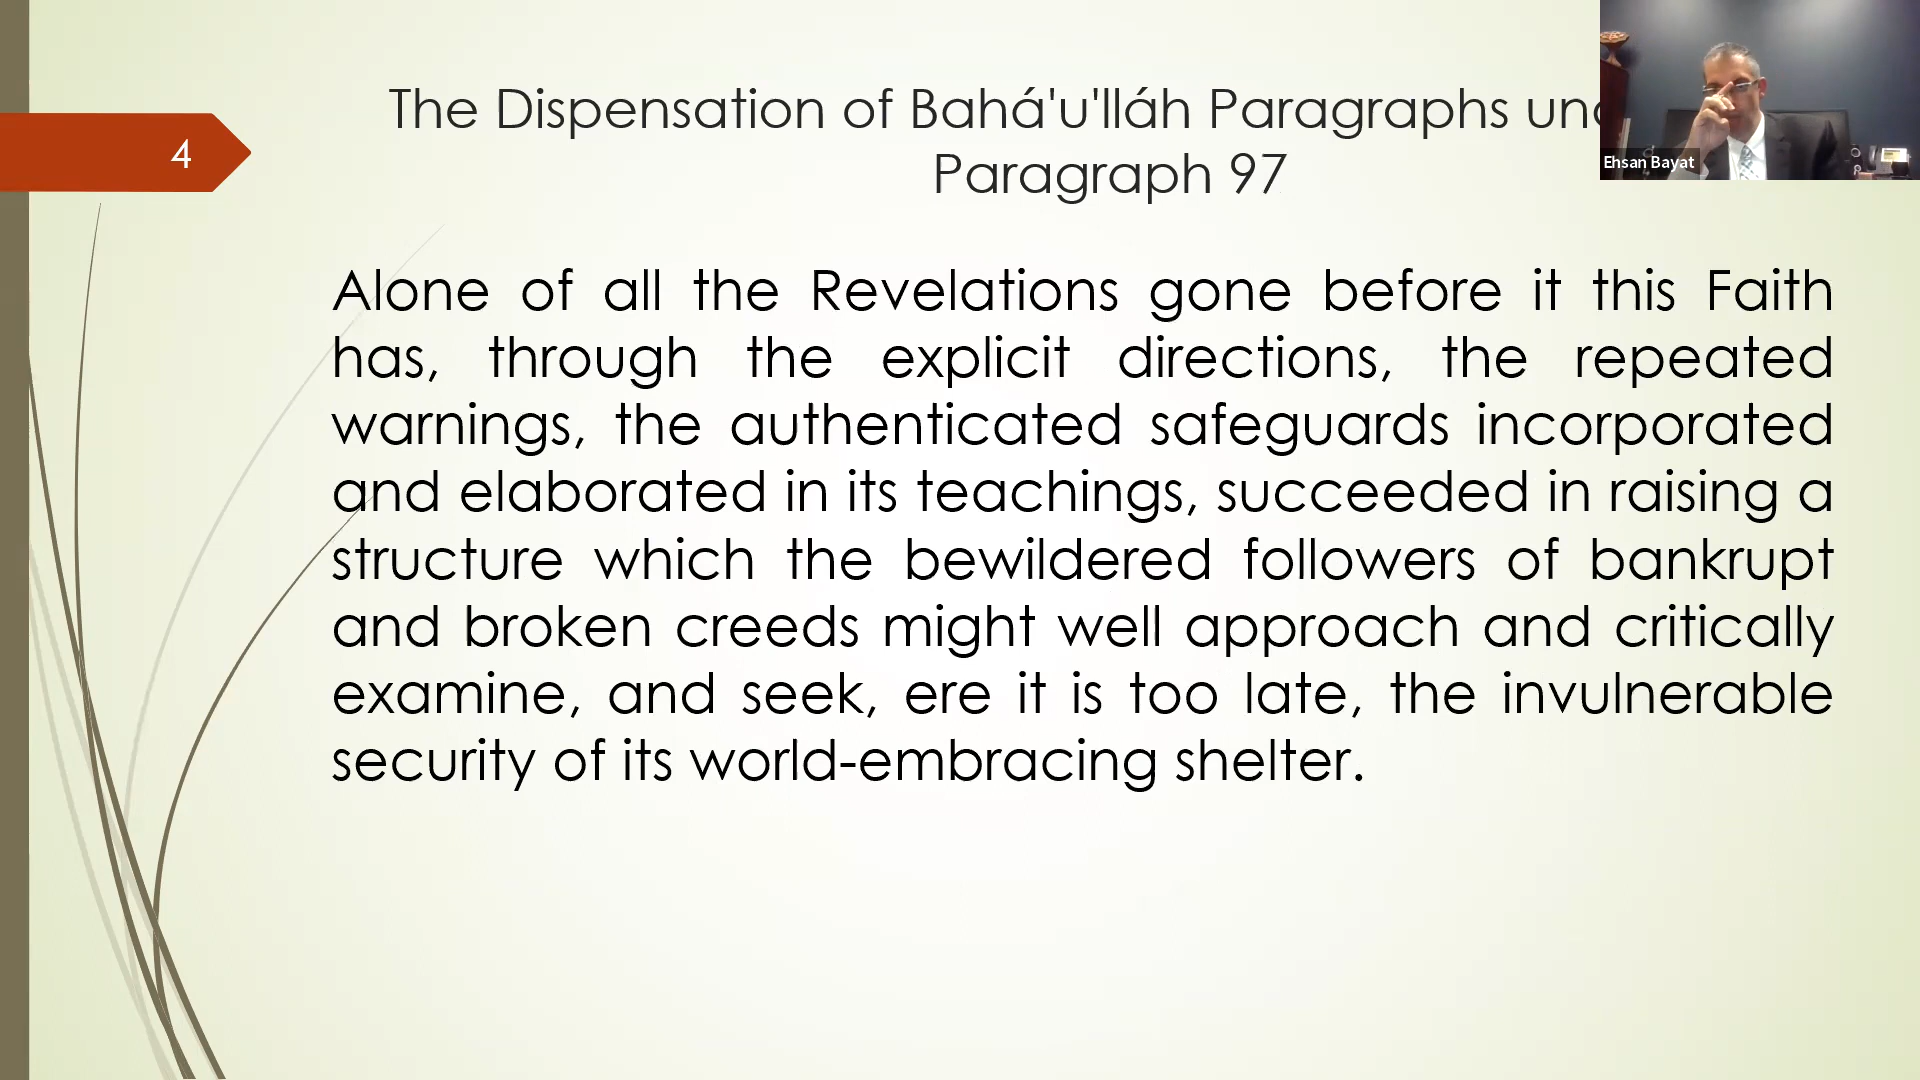 The Dispensation of Bahá'u'lláh Paragraphs
Paragraph 97
4
Ehsan Bayat
Alone of all the Revelations gone before it this Faith
has, through the explicit directions, the repeated
warnings, the authenticated safeguards incorporated
and elaborated in its teachings, succeeded in raising a
structure which the bewildered followers of bankrupt
and broken creeds might well approach and critically
examine, and seek, ere it is too late, the invulnerable
security of its world-embracing shelter.